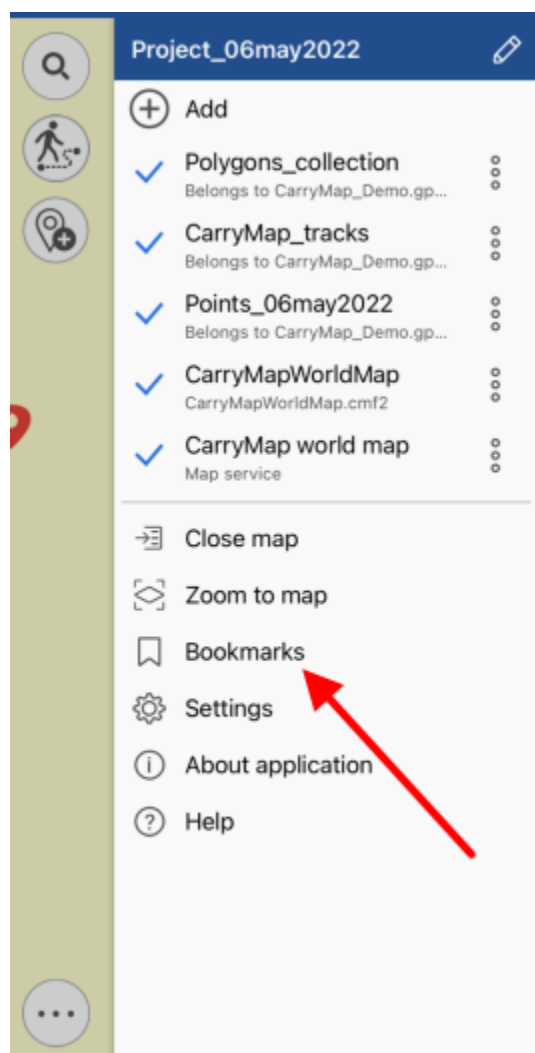 Project_06may2022
Add
Polygons_collection
Belongs to CarryMap_Demo.gp...
CarryMap_tracks
Belongs to CarryMap_Demo.gp...
Points_06may2022
Belongs to CarryMap_Demo.gp...
CarryMapWorldMap
CarryMapWorldMap.cmf2
CarryMap world map
Map service
Close map
Zoom to map
Bookmarks
Settings
About application
Help